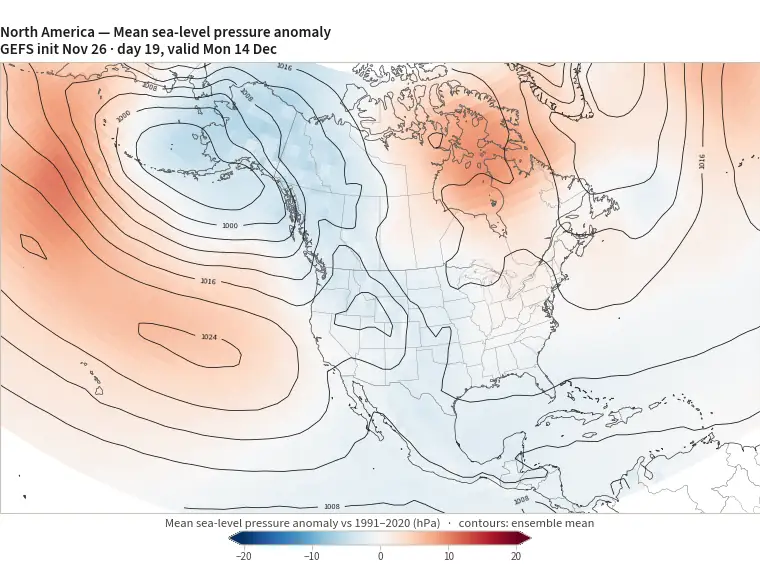 North America — Mean sea-level pressure anomaly
GEFS init Nov 26 · day 19, valid Mon 14 Dec
1016
1008
1008
1000
1016
1000
1016
1024
1008
1008
Mean sea-level pressure anomaly vs 1991–2020 (hPa) · contours: ensemble mean
−20 −10 0 10 20